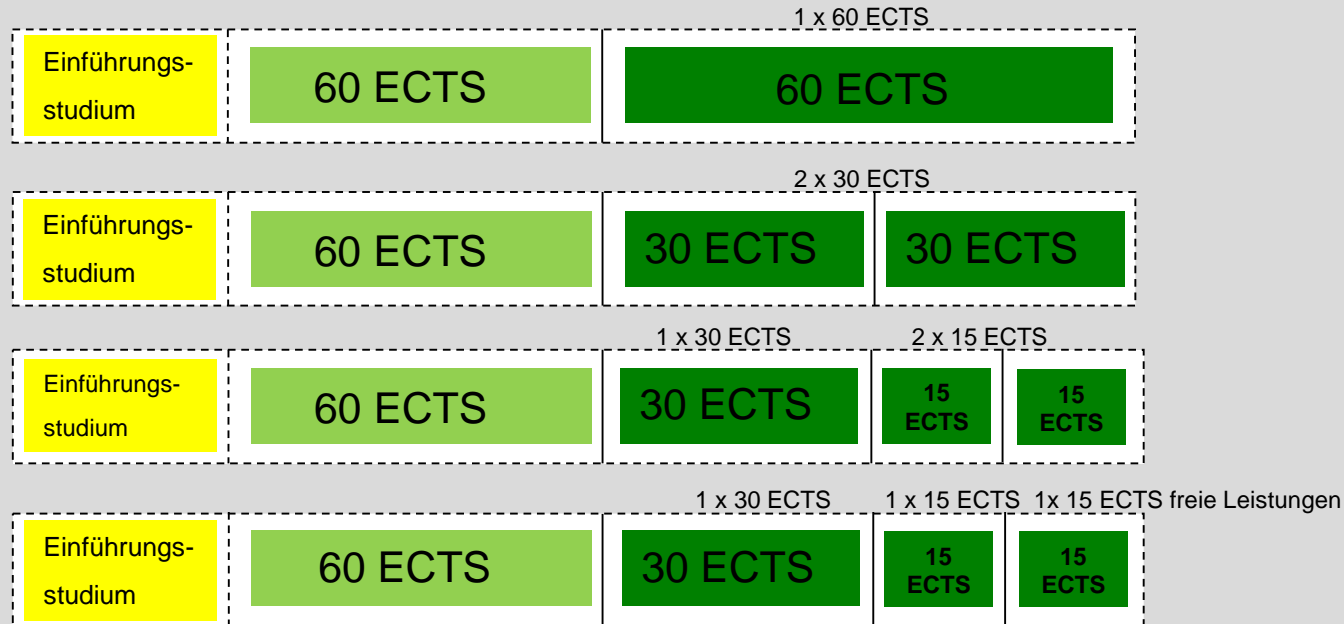 1 x 60 ECTS
Einführungs-
studium
60 ECTS
60 ECTS
2 x 30 ECTS
Einführungs-
studium
60 ECTS
30 ECTS
30 ECTS
1 x 30 ECTS
2 x 15 ECTS
Einführungs-
studium
60 ECTS
30 ECTS
15
ECTS
15
ECTS
1 x 30 ECTS
1 x 15 ECTS
1x 15 ECTS freie Leistungen
Einführungs-
studium
60 ECTS
30 ECTS
15
ECTS
15
ECTS